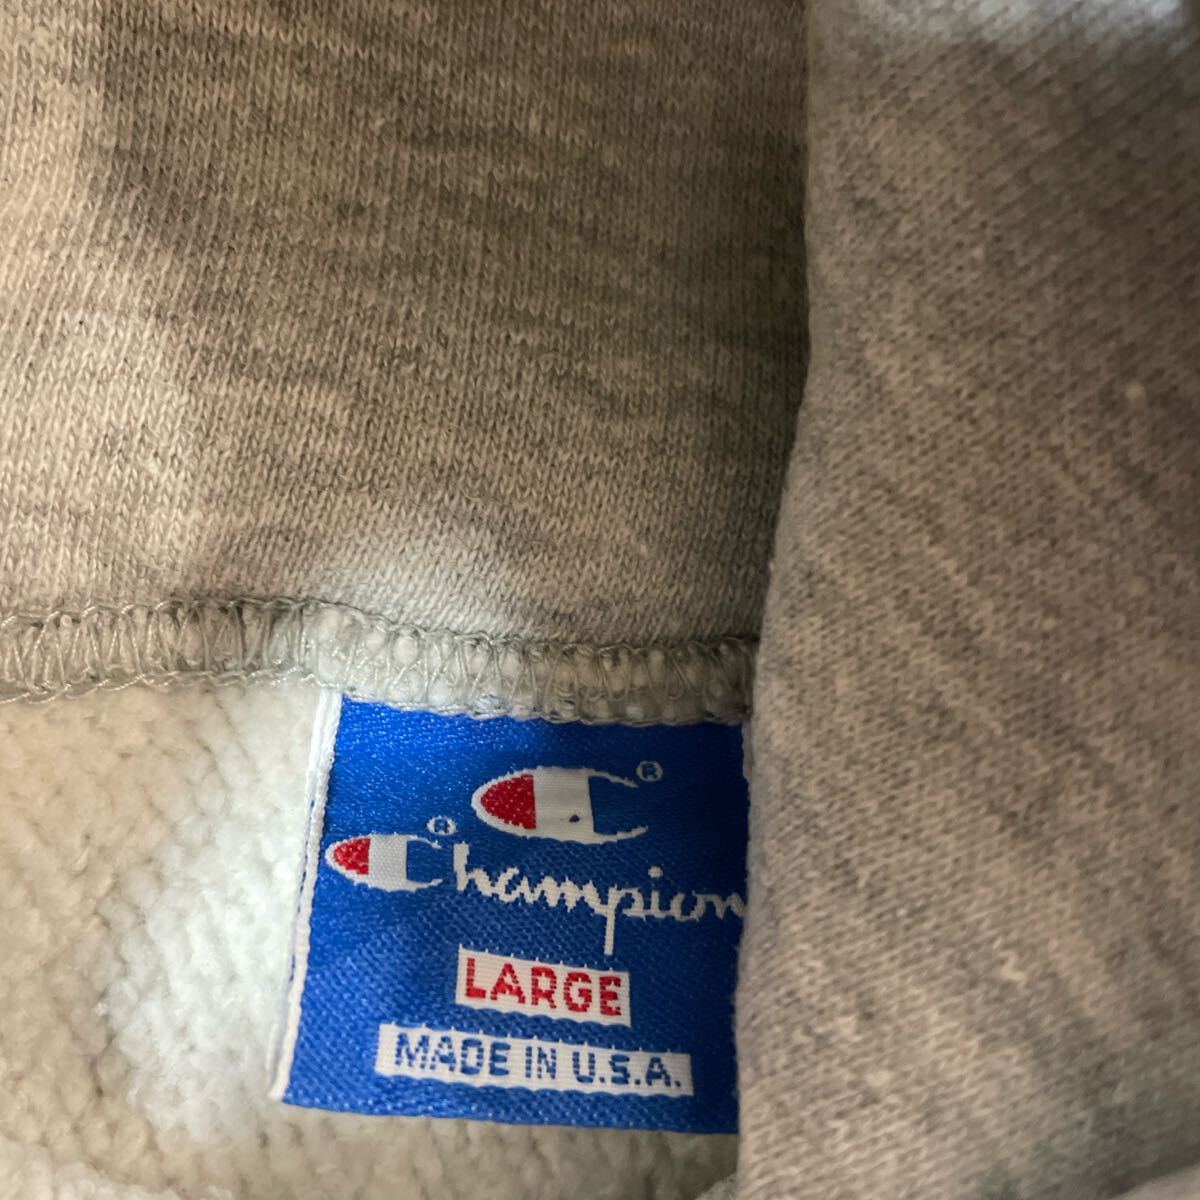 ®
® Champion
LARGE
MADE IN U.S.A.